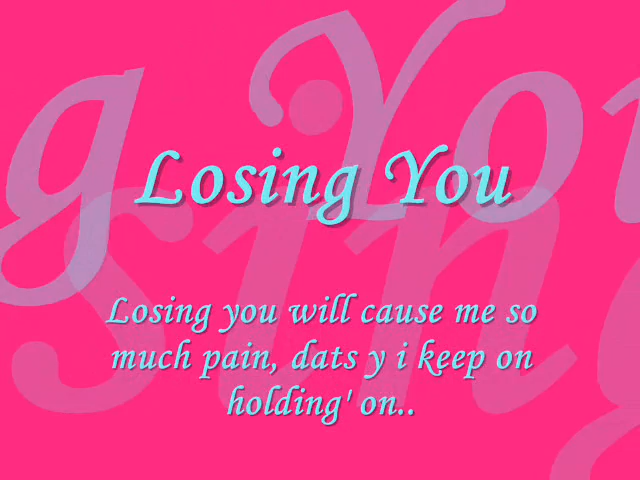 Losing You
Losing you will cause me so
much pain, dats y i keep on
holding' on..